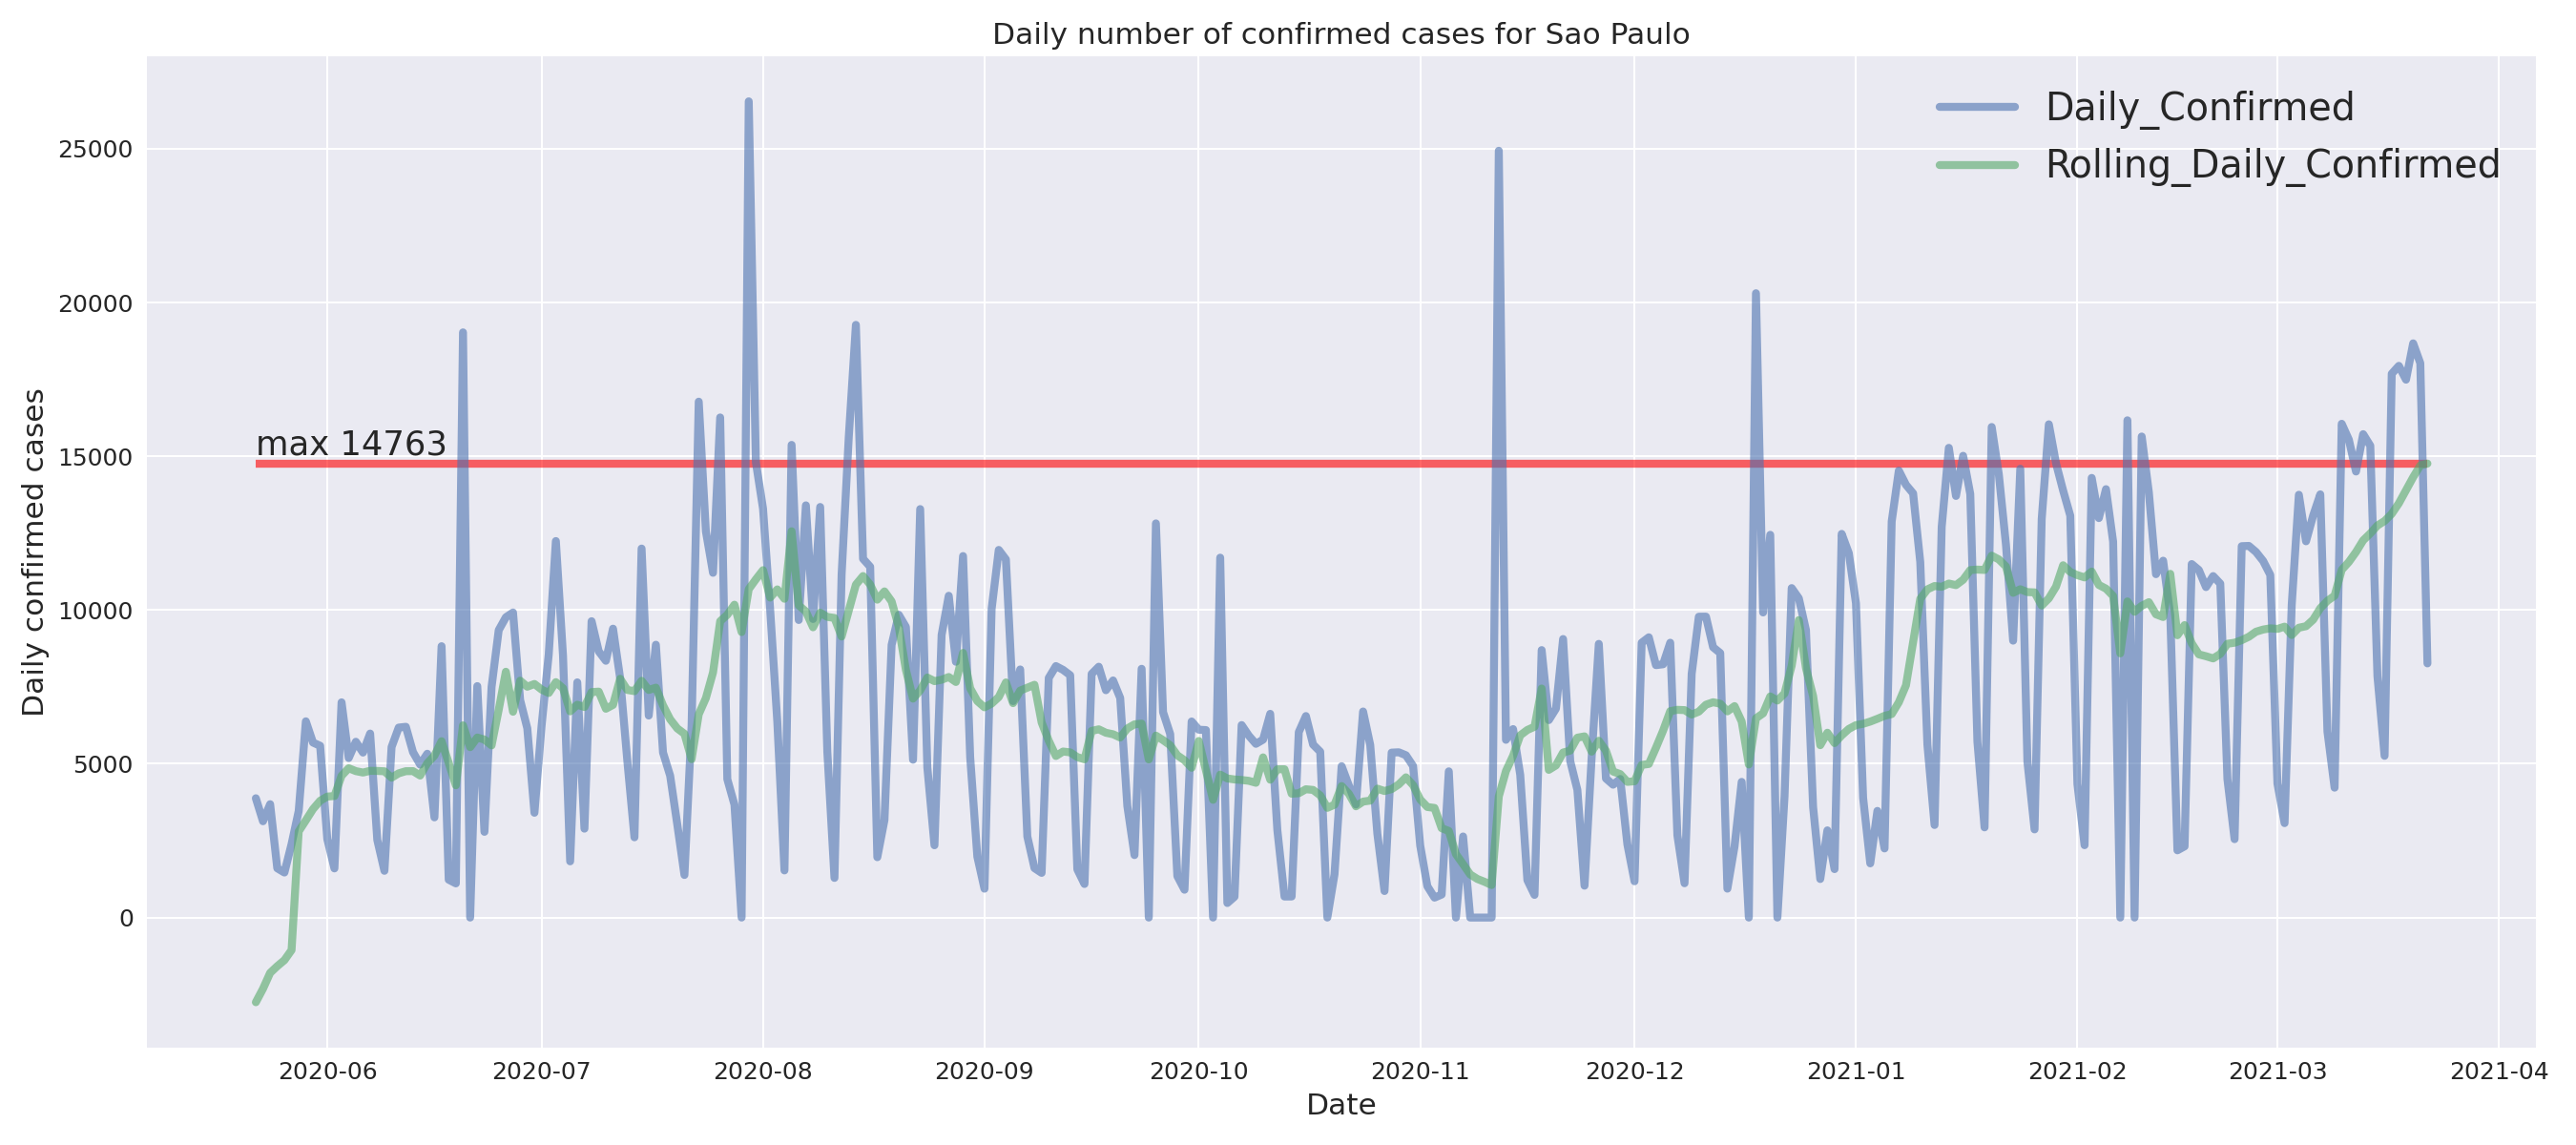 Daily number of confirmed cases for Sao Paulo
Daily_Confirmed
Rolling_Daily_Confirmed
25000
20000
15000
10000
5000
0
max 14763
Daily confirmed cases
2020-06 2020-07 2020-08 2020-09 2020-10 2020-11 2020-12 2021-01 2021-02 2021-03 2021-04
Date